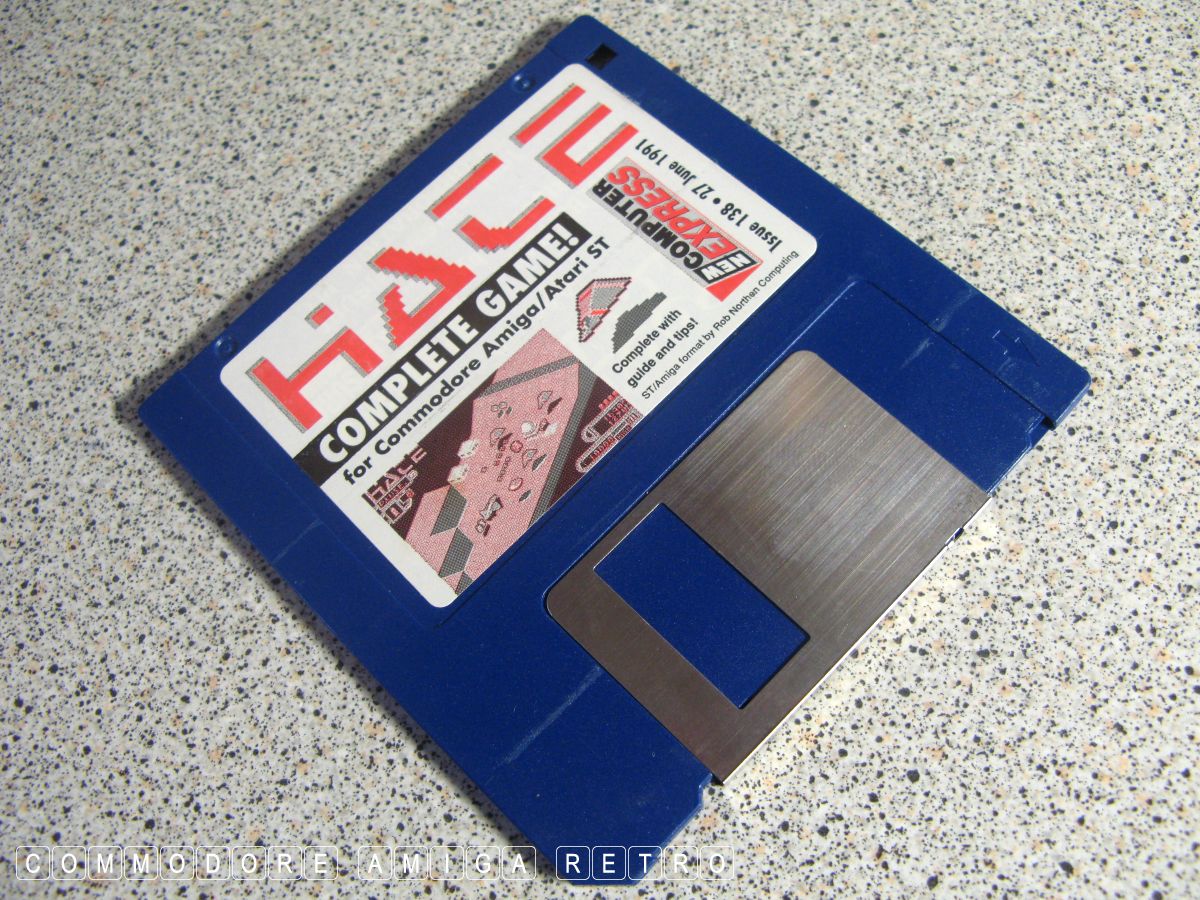 HATE
COMPLETE GAME!
for Commodore Amiga/Atari ST
NEW COMPUTER
EXPRESS
Issue 138 • 27 June 1991
Complete with
guide and tips!
ST/Amiga format by Rob Northen Computing
COMMODORE AMIGA RETRO